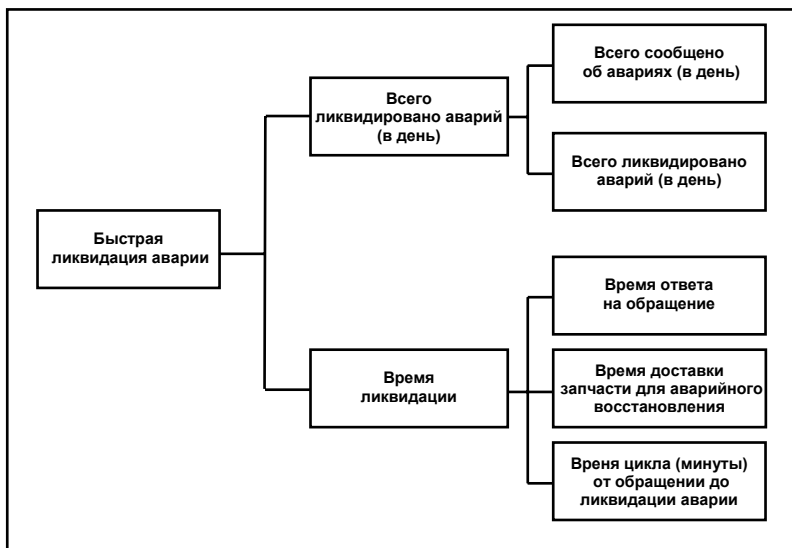 Быстрая
ликвидация аварии
Всего
ликвидировано аварий
(в день)
Время
ликвидации
Всего сообщено
об авариях (в день)
Всего ликвидировано
аварий (в день)
Время ответа
на обращение
Время доставки
запчасти для аварийного
восстановления
Вреня цикла (минуты)
от обращении до
ликвидации аварии